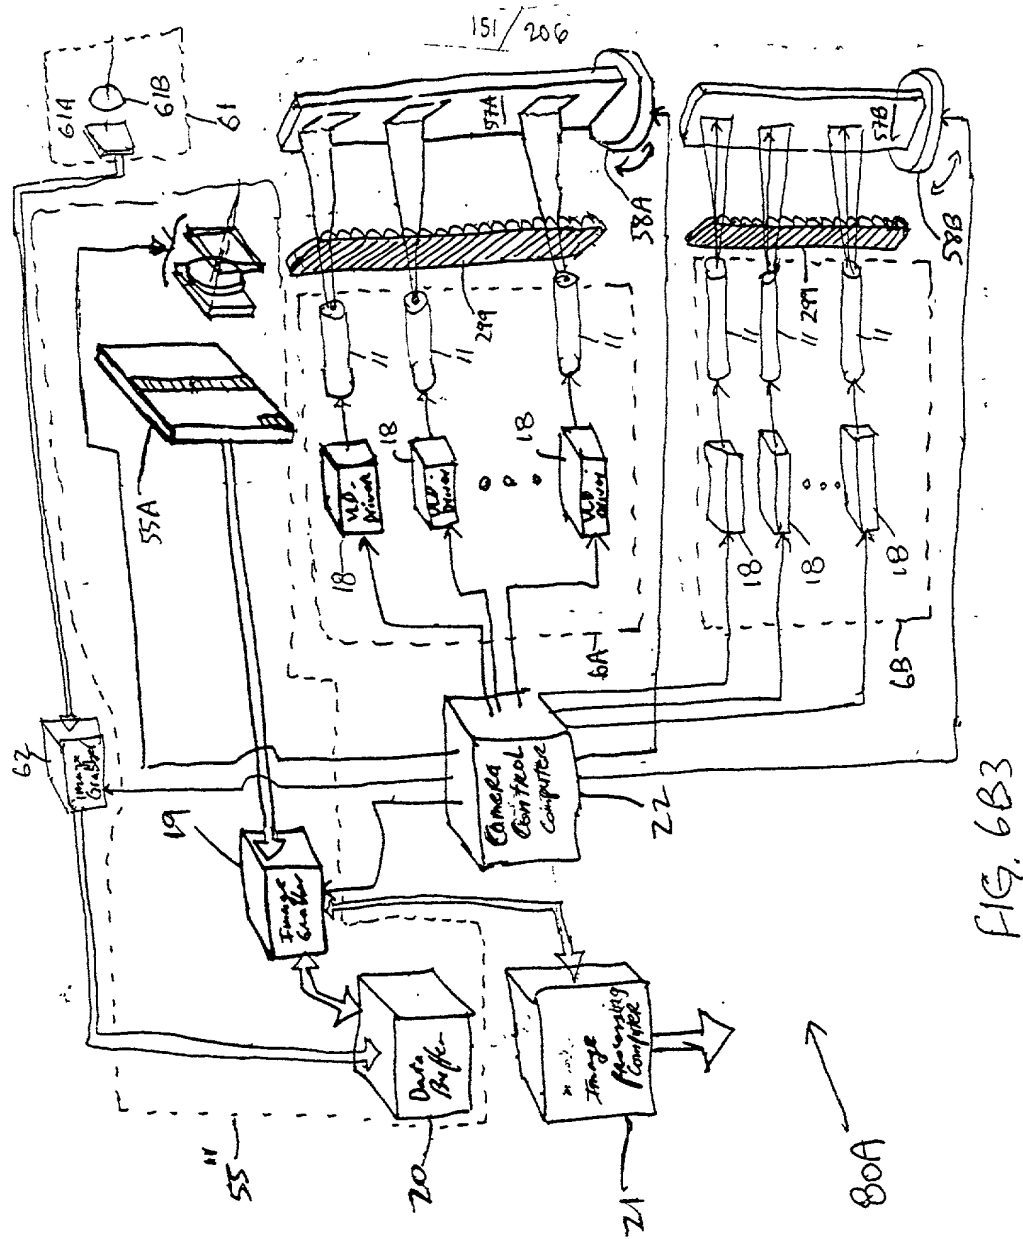 151/206
61A
61B
61
62
Image
Grabber
55A
19
Image
Grabber
55"
Data
Buffer
20
Image
Processing
Computer
21
Camera
Control
Computer
22
VLD
Driver
18
VLD
Driver
18
VLD
Driver
18
11
11
11
299
6A
57A
58A
18
18
18
11
11
11
299
6B
57B
58B
80A
FIG. 6B3